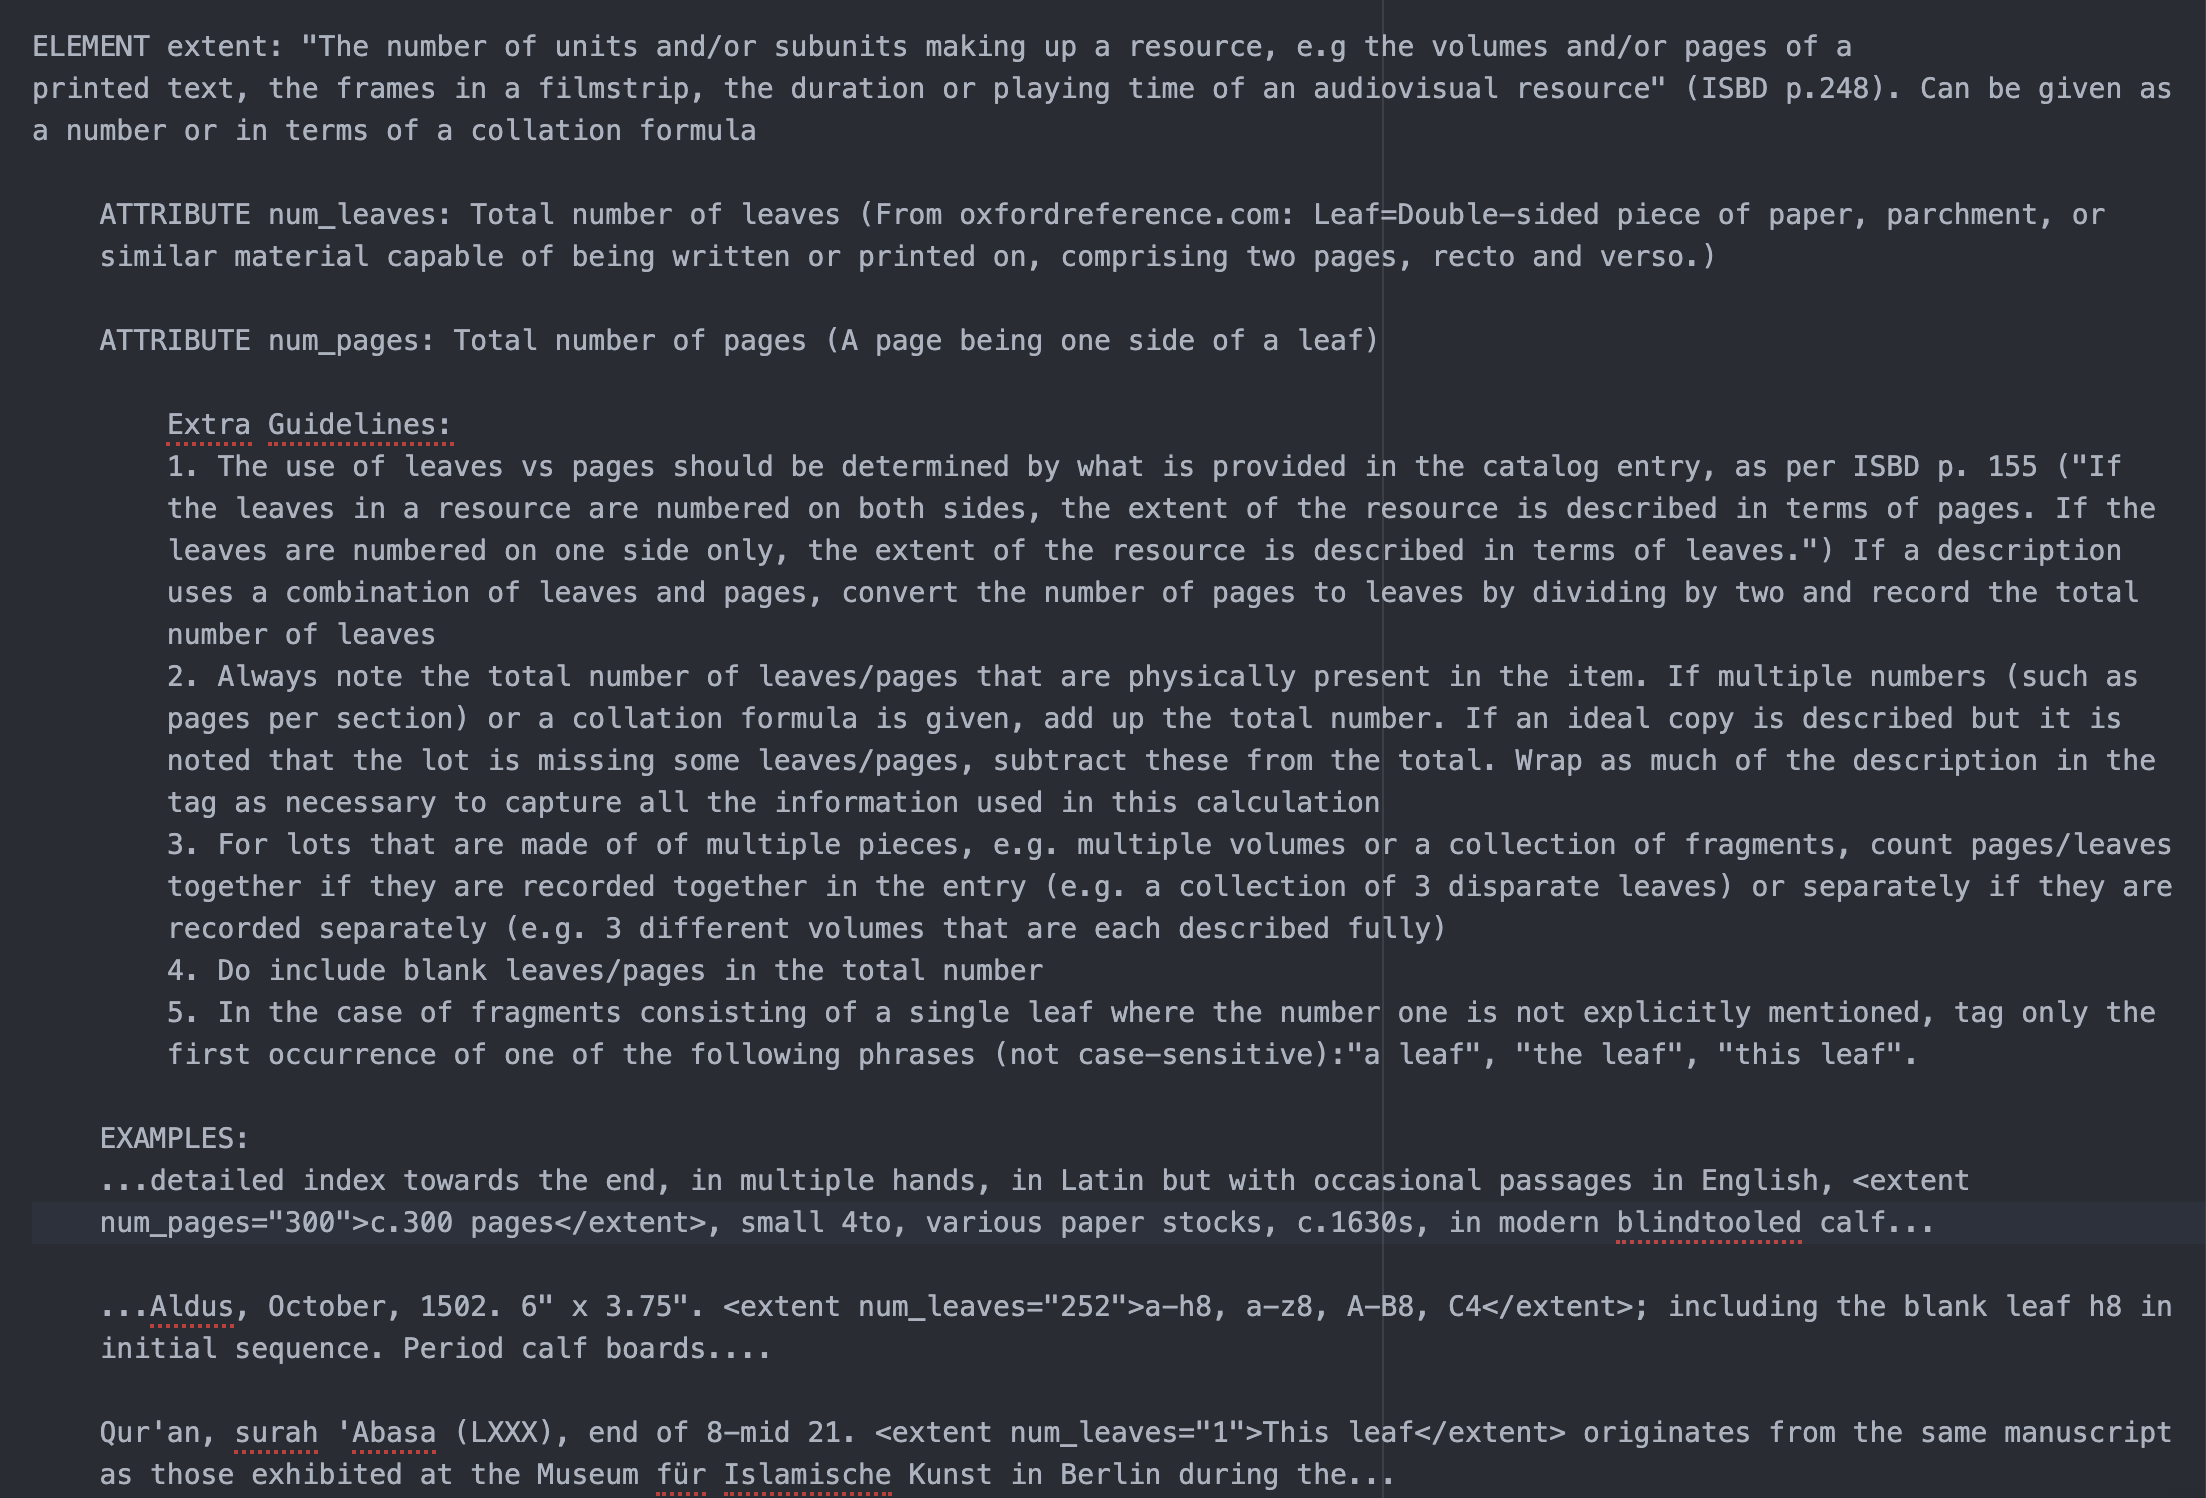 ELEMENT extent: "The number of units and/or subunits making up a resource, e.g the volumes and/or pages of a
printed text, the frames in a filmstrip, the duration or playing time of an audiovisual resource" (ISBD p.248). Can be given as
a number or in terms of a collation formula
ATTRIBUTE num_leaves: Total number of leaves (From oxfordreference.com: Leaf=Double-sided piece of paper, parchment, or
similar material capable of being written or printed on, comprising two pages, recto and verso.)
ATTRIBUTE num_pages: Total number of pages (A page being one side of a leaf)
Extra Guidelines:
1. The use of leaves vs pages should be determined by what is provided in the catalog entry, as per ISBD p. 155 ("If
the leaves in a resource are numbered on both sides, the extent of the resource is described in terms of pages. If the
leaves are numbered on one side only, the extent of the resource is described in terms of leaves.") If a description
uses a combination of leaves and pages, convert the number of pages to leaves by dividing by two and record the total
number of leaves
2. Always note the total number of leaves/pages that are physically present in the item. If multiple numbers (such as
pages per section) or a collation formula is given, add up the total number. If an ideal copy is described but it is
noted that the lot is missing some leaves/pages, subtract these from the total. Wrap as much of the description in the
tag as necessary to capture all the information used in this calculation
3. For lots that are made of of multiple pieces, e.g. multiple volumes or a collection of fragments, count pages/leaves
together if they are recorded together in the entry (e.g. a collection of 3 disparate leaves) or separately if they are
recorded separately (e.g. 3 different volumes that are each described fully)
4. Do include blank leaves/pages in the total number
5. In the case of fragments consisting of a single leaf where the number one is not explicitly mentioned, tag only the
first occurrence of one of the following phrases (not case-sensitive):"a leaf", "the leaf", "this leaf".
EXAMPLES:
...detailed index towards the end, in multiple hands, in Latin but with occasional passages in English, <extent
num_pages="300">c.300 pages</extent>, small 4to, various paper stocks, c.1630s, in modern blindtooled calf...
...Aldus, October, 1502. 6" x 3.75". <extent num_leaves="252">a-h8, a-z8, A-B8, C4</extent>; including the blank leaf h8 in
initial sequence. Period calf boards....
Qur'an, surah 'Abasa (LXXX), end of 8-mid 21. <extent num_leaves="1">This leaf</extent> originates from the same manuscript
as those exhibited at the Museum für Islamische Kunst in Berlin during the...